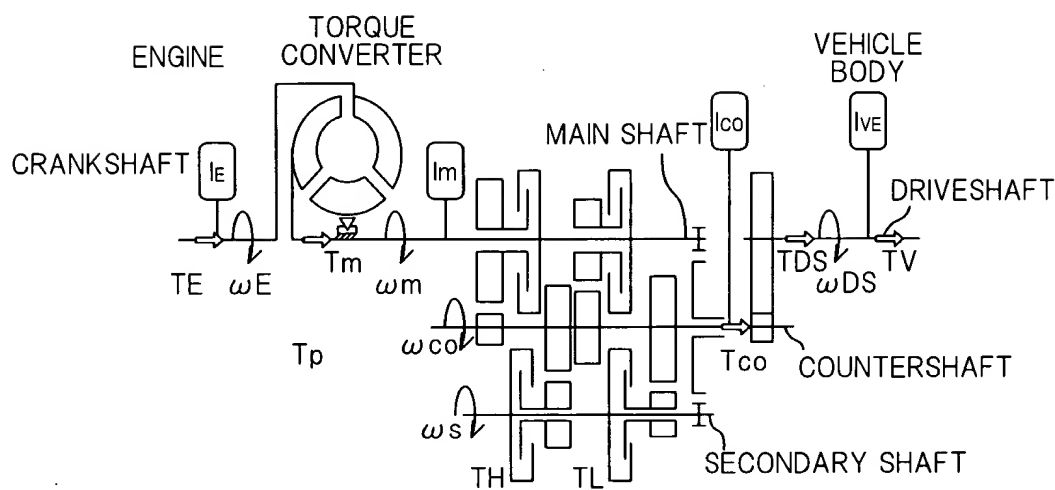 ENGINE
TORQUE
CONVERTER
VEHICLE
BODY
CRANKSHAFT
IE
Im
MAIN SHAFT
ICO
IVE
DRIVESHAFT
TE
ωE
Tm
ωm
TDS
ωDS
TV
Tp
ωco
Tco
COUNTERSHAFT
ωs
TH
TL
SECONDARY SHAFT